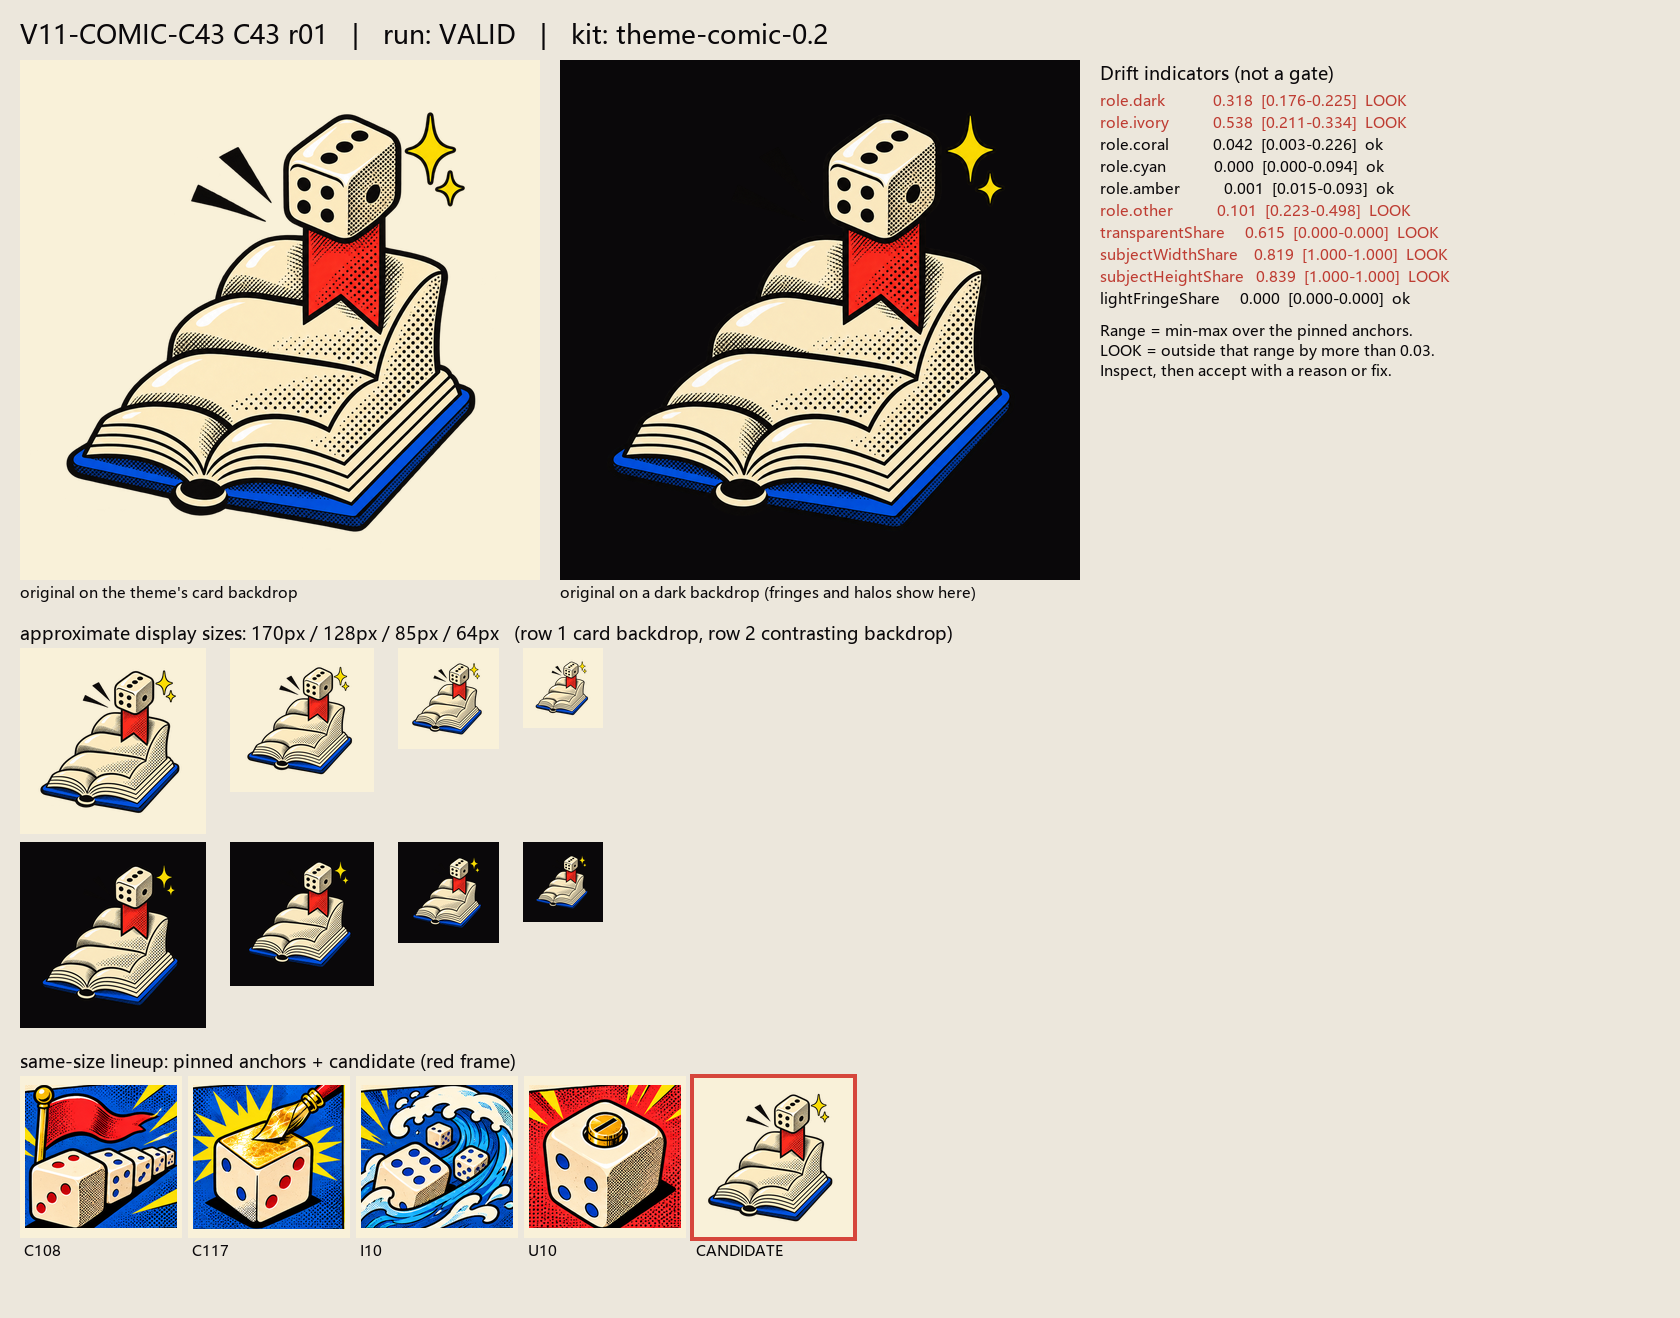 V11-COMIC-C43 C43 r01 | run: VALID | kit: theme-comic-0.2
Drift indicators (not a gate)
role.dark 0.318 [0.176-0.225] LOOK
role.ivory 0.538 [0.211-0.334] LOOK
role.coral 0.042 [0.003-0.226] ok
role.cyan 0.000 [0.000-0.094] ok
role.amber 0.001 [0.015-0.093] ok
role.other 0.101 [0.223-0.498] LOOK
transparentShare 0.615 [0.000-0.000] LOOK
subjectWidthShare 0.819 [1.000-1.000] LOOK
subjectHeightShare 0.839 [1.000-1.000] LOOK
lightFringeShare 0.000 [0.000-0.000] ok
Range = min-max over the pinned anchors.
LOOK = outside that range by more than 0.03.
Inspect, then accept with a reason or fix.
original on the theme's card backdrop
original on a dark backdrop (fringes and halos show here)
approximate display sizes: 170px / 128px / 85px / 64px (row 1 card backdrop, row 2 contrasting backdrop)
same-size lineup: pinned anchors + candidate (red frame)
C108
C117
I10
U10
CANDIDATE